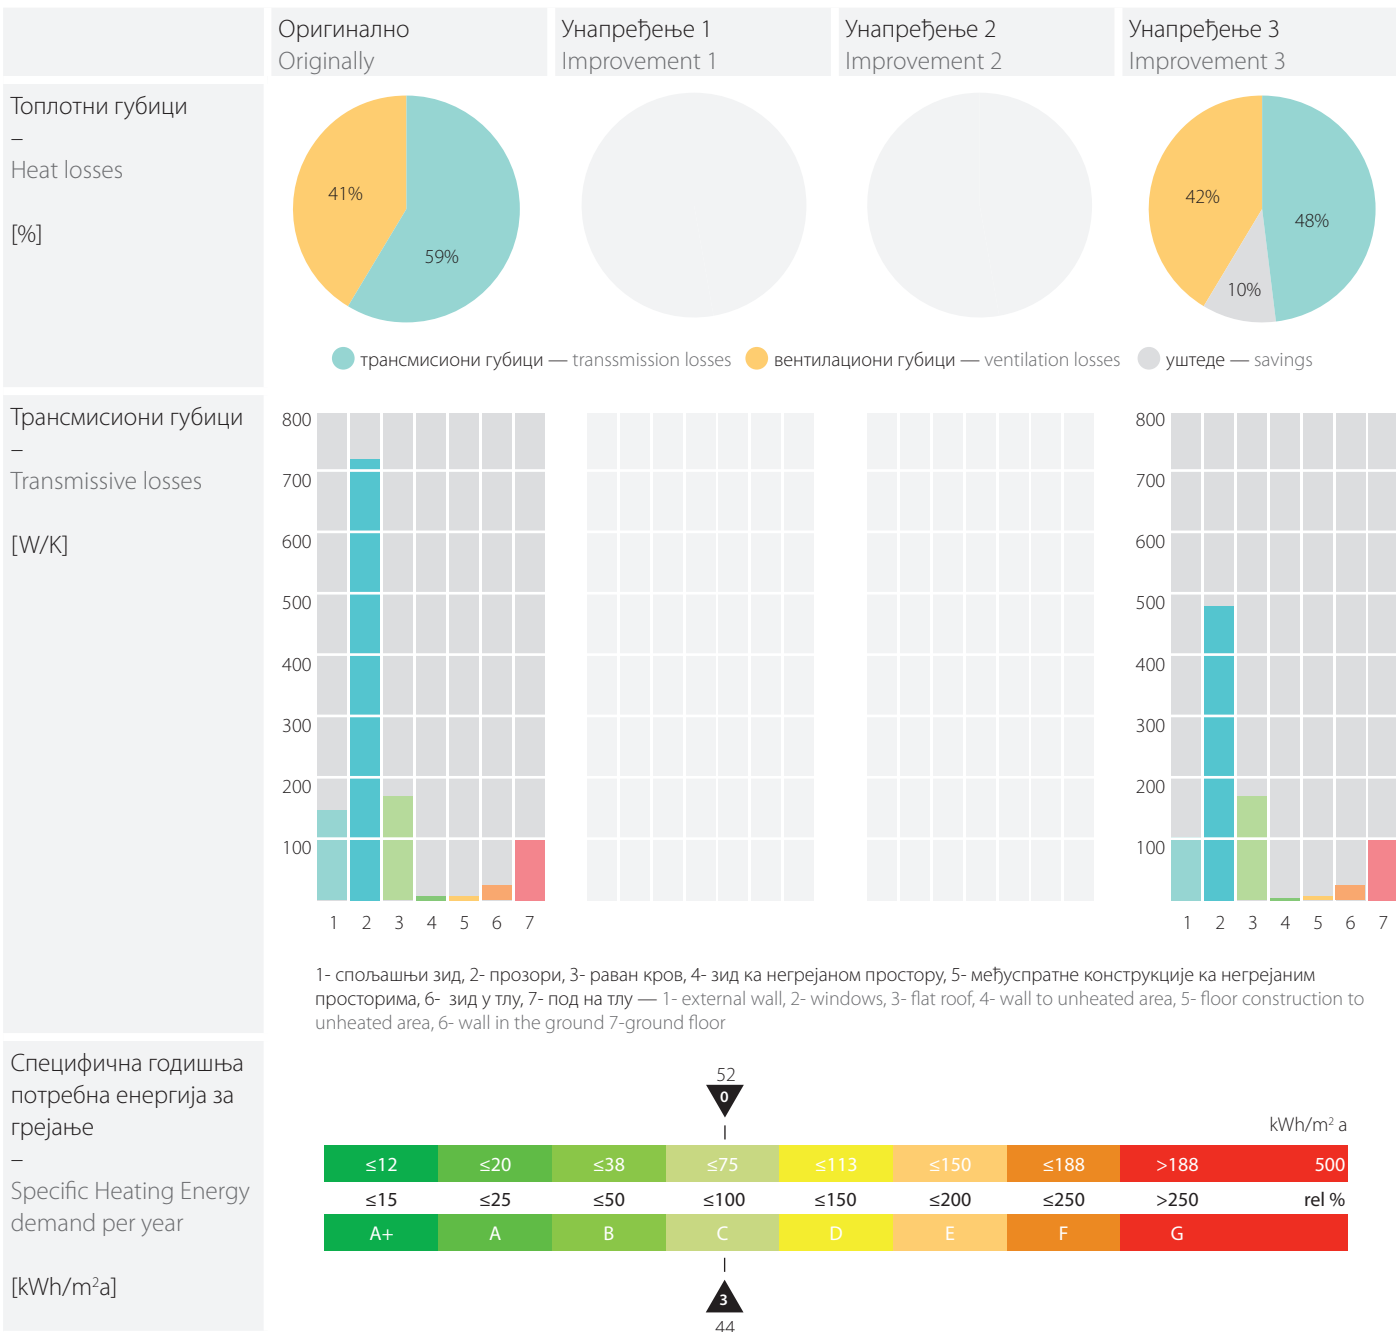 Оригинално
Originally
Унапређење 1
Improvement 1
Унапређење 2
Improvement 2
Унапређење 3
Improvement 3
Топлотни губици
–
Heat losses
[%]
41%
59%
42%
48%
10%
трансмисиони губици — transsmission losses
вентилациони губици — ventilation losses
уштеде — savings
Трансмисиони губици
–
Transmissive losses
[W/K]
800
700
600
500
400
300
200
100
1 2 3 4 5 6 7
800
700
600
500
400
300
200
100
1 2 3 4 5 6 7
1- спољашњи зид, 2- прозори, 3- раван кров, 4- зид ка негрејаном простору, 5- међуспратне конструкције ка негрејаним
просторима, 6- зид у тлу, 7- под на тлу — 1- external wall, 2- windows, 3- flat roof, 4- wall to unheated area, 5- floor construction to
unheated area, 6- wall in the ground 7-ground floor
Специфична годишња
потребна енергија за
грејање
–
Specific Heating Energy
demand per year
[kWh/m²a]
52
0
kWh/m² a
≤12 ≤20 ≤38 ≤75 ≤113 ≤150 ≤188 >188 500
≤15 ≤25 ≤50 ≤100 ≤150 ≤200 ≤250 >250 rel %
A+ A B C D E F G
3
44